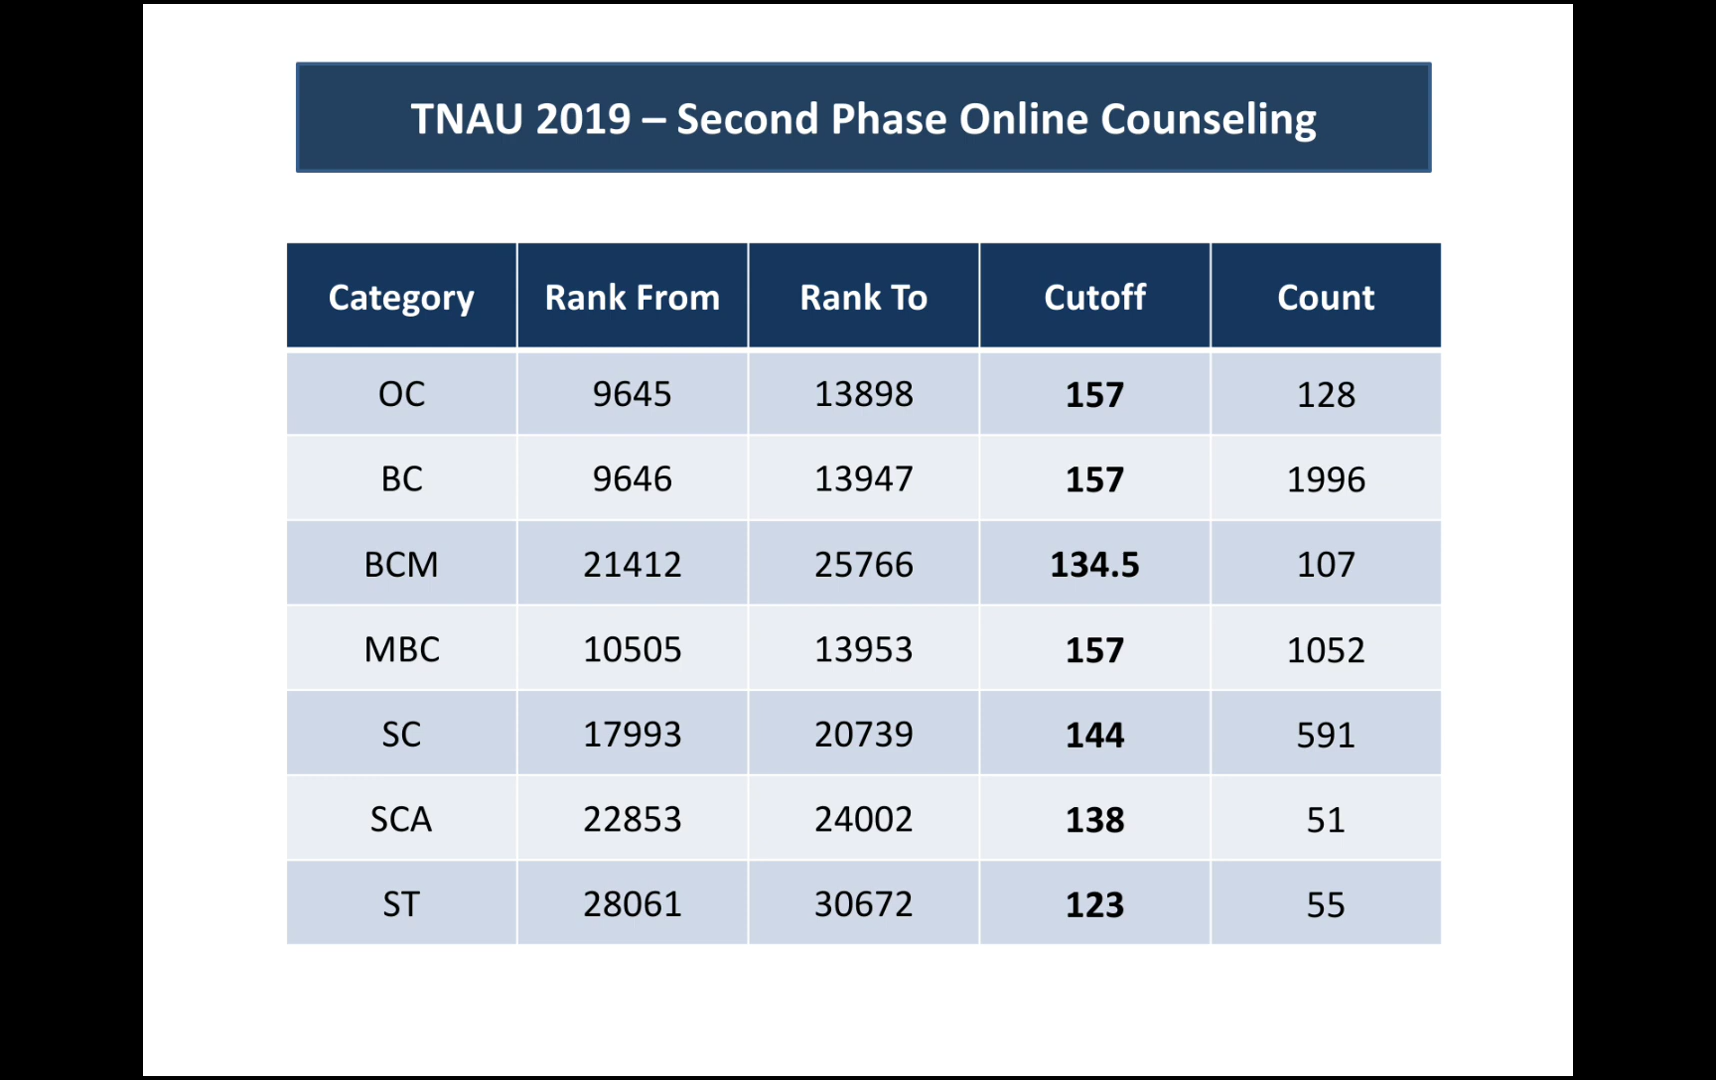 TNAU 2019 – Second Phase Online Counseling
Category Rank From Rank To Cutoff Count
OC 9645 13898 157 128
BC 9646 13947 157 1996
BCM 21412 25766 134.5 107
MBC 10505 13953 157 1052
SC 17993 20739 144 591
SCA 22853 24002 138 51
ST 28061 30672 123 55